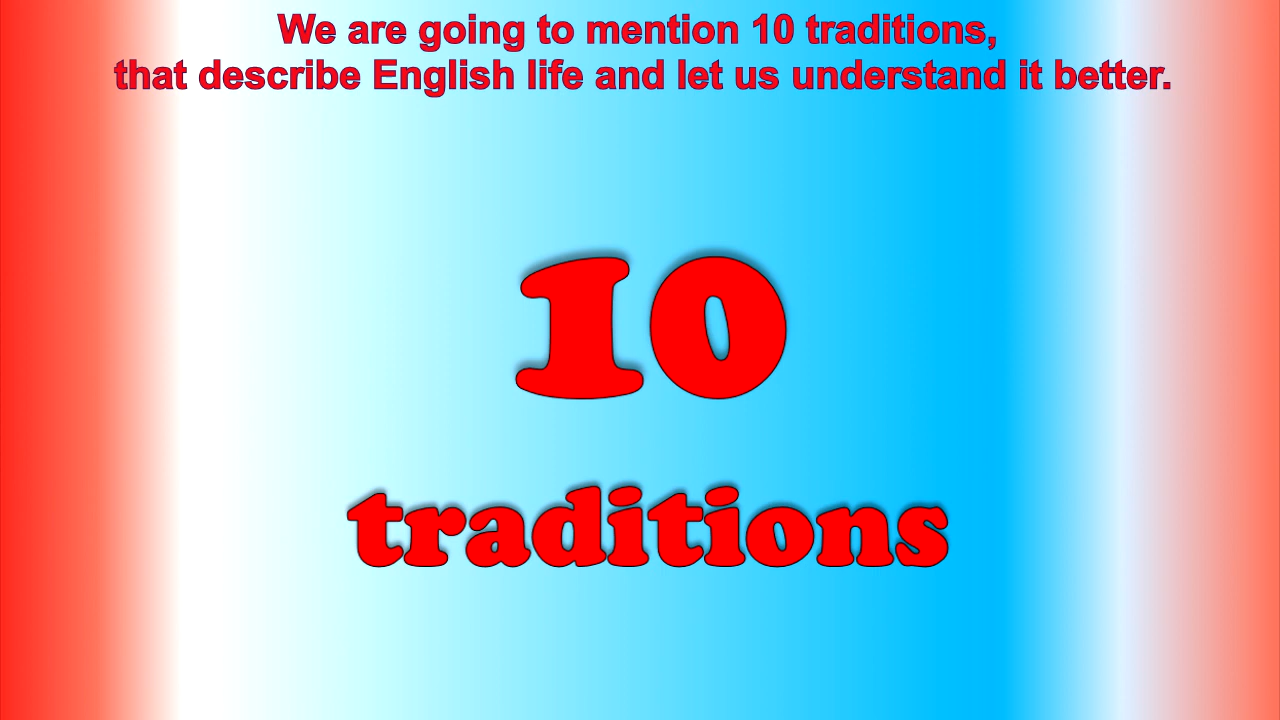 We are going to mention 10 traditions,
that describe English life and let us understand it better.
10
traditions